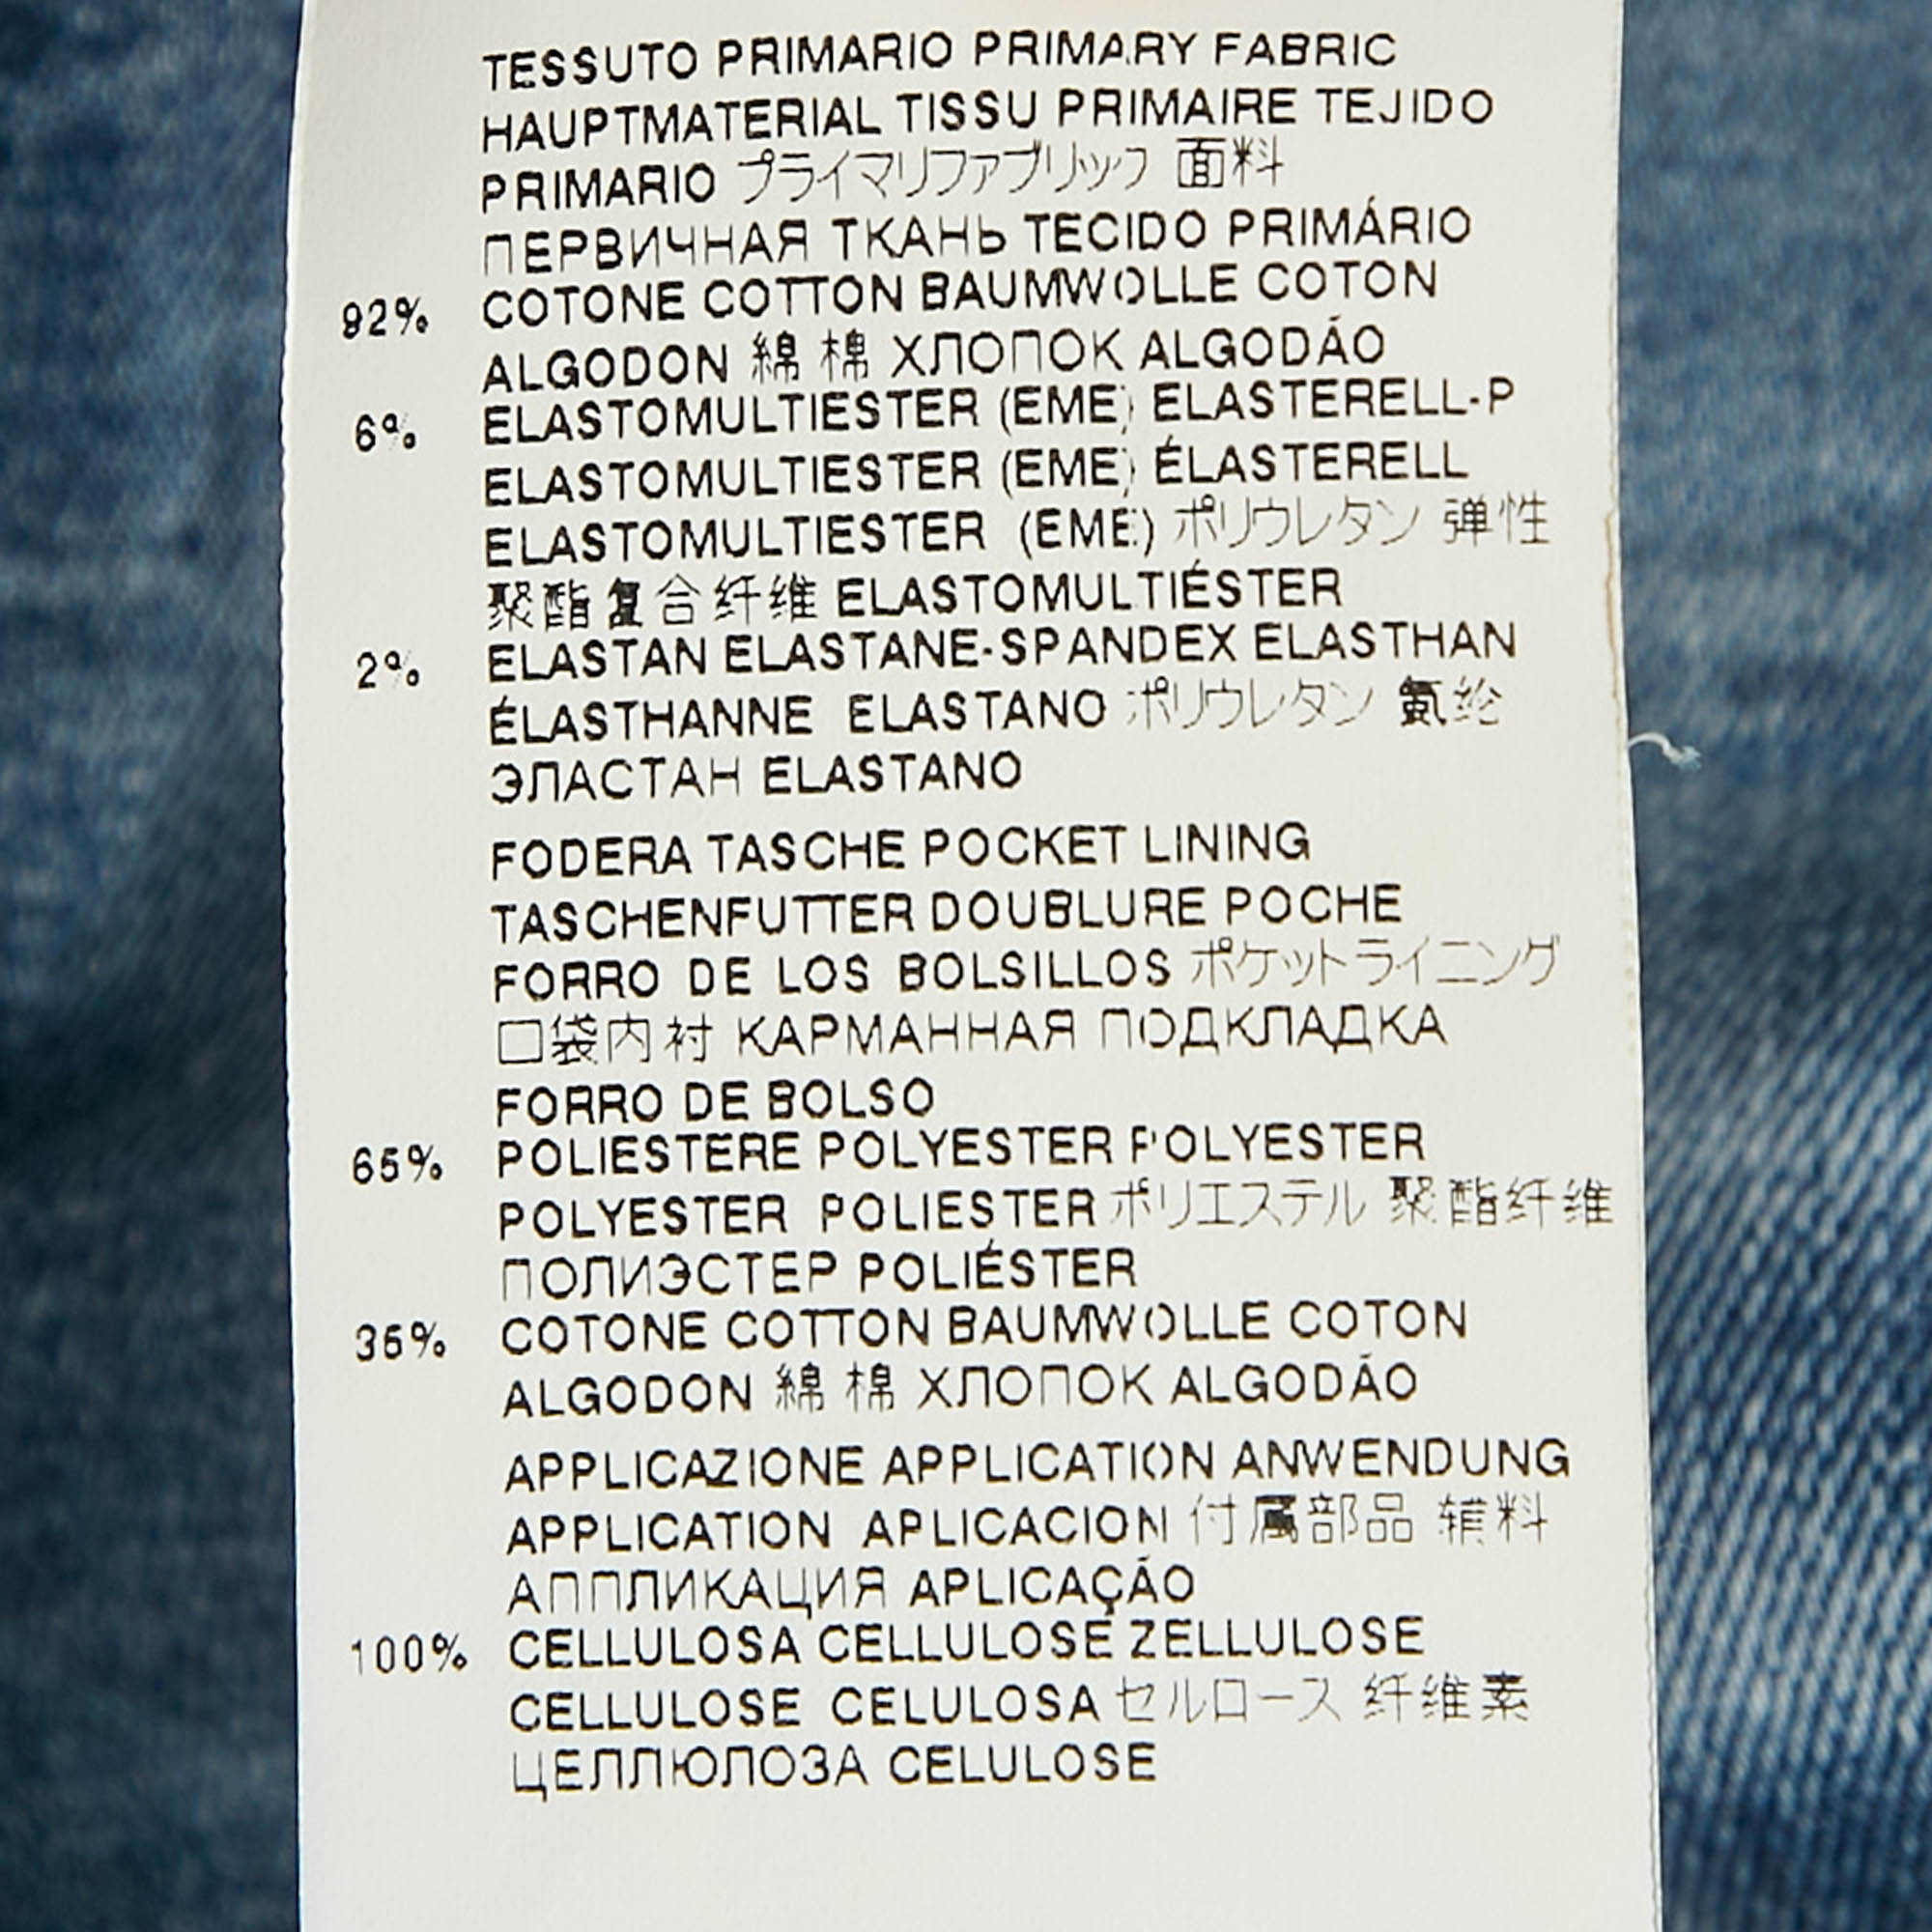 TESSUTO PRIMARIO PRIMARY FABRIC
HAUPTMATERIAL TISSU PRIMAIRE TEJIDO
PRIMARIO プライマリファブリック 面料
ПЕРВИЧНАЯ ТКАНЬ TECIDO PRIMÁRIO
92% COTONE COTTON BAUMWOLLE COTON
ALGODON 綿 棉 ХЛОПОК ALGODÃO
6% ELASTOMULTIESTER (EME) ELASTERELL-P
ELASTOMULTIESTER (EME) ÉLASTERELL
ELASTOMULTIESTER (EME) ポリウレタン 弹性
聚酯复合纤维 ELASTOMULTIÉSTER
2% ELASTAN ELASTANE-SPANDEX ELASTHAN
ÉLASTHANNE ELASTANO ポリウレタン 氨纶
ЭЛАСТАН ELASTANO
FODERA TASCHE POCKET LINING
TASCHENFUTTER DOUBLURE POCHE
FORRO DE LOS BOLSILLOS ポケットライニング
口袋内衬 КАРМАННАЯ ПОДКЛАДКА
FORRO DE BOLSO
65% POLIESTERE POLYESTER POLYESTER
POLYESTER POLIESTER ポリエステル 聚酯纤维
ПОЛИЭСТЕР POLIÉSTER
35% COTONE COTTON BAUMWOLLE COTON
ALGODON 綿 棉 ХЛОПОК ALGODÃO
APPLICAZIONE APPLICATION ANWENDUNG
APPLICATION APLICACION 付属部品 辅料
АППЛИКАЦИЯ APLICAÇÃO
100% CELLULOSA CELLULOSE ZELLULOSE
CELLULOSE CELULOSA セルロース 纤维素
ЦЕЛЛЮЛОЗА CELULOSE